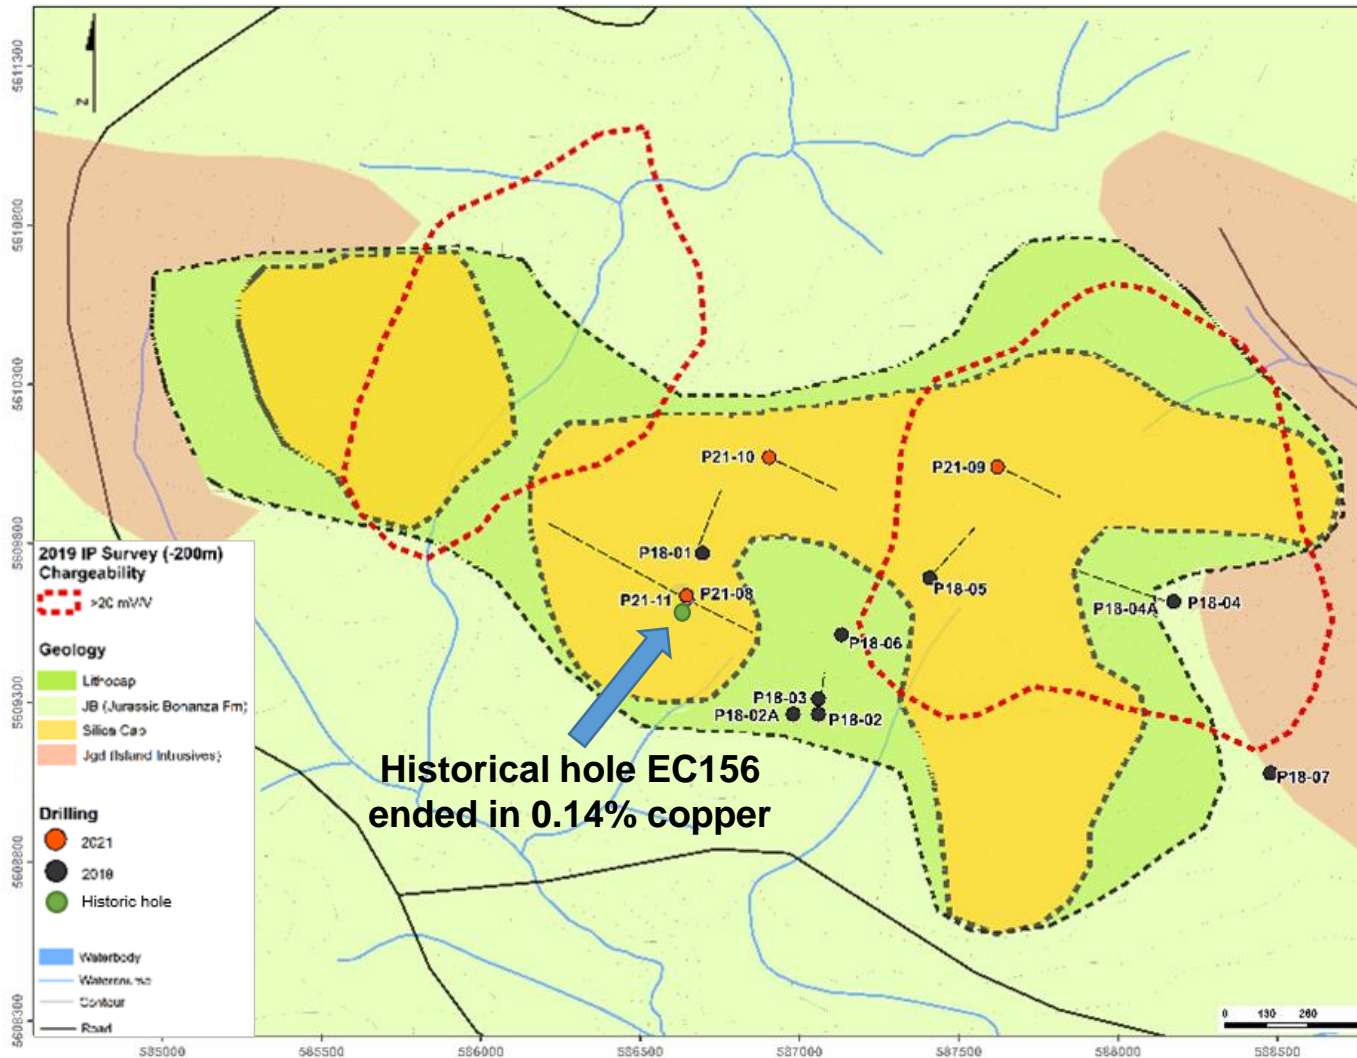 5611300
5610800
5610300
5609300
5608800
5608300
N
P21-10
P21-09
P18-01
P18-05
P21-11
P21-08
P18-04A
P18-04
P18-06
P18-03
P18-02A
P18-02
P18-07
Historical hole EC156
ended in 0.14% copper
2019 IP Survey (-200m)
Chargeability
>20 mV/V
Geology
Lithocap
JB (Jurassic Bonanza Fm)
Silica Cap
Jgd (Island Intrusives)
Drilling
2021
2018
Historic hole
Waterbody
Watercourse
Contour
Road
0 130 260
585000
585500
586000
586500
587000
587500
588000
588500